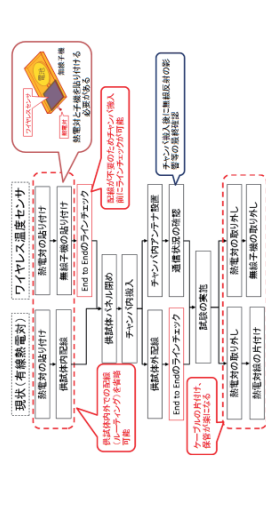 現状(有線熱電対)
ワイヤレス温度センサ
熱電対の貼り付け
供試体内配線
熱電対の貼り付け
無線子機の貼り付け
End to Endのラインチェック
供試体パネル閉め
チャンバ内搬入
供試体外配線
End to Endのラインチェック
チャンバ内アンテナ設置
通信状況の確認
試験の実施
熱電対の取り外し
熱電対線の片付け
熱電対の取り外し
無線子機の取り外し
供試体内外での配線
(ルーティング)を省略
可能
ケーブルの片付け、
保管が楽になる
ワイヤレスセンサ
電池
熱電対
無線子機
熱電対と子機を貼り付ける
必要がある
配線が不要のためチャンバ搬入
前にラインチェックが可能
チャンバ搬入後に無線反射の影
響等の最終確認